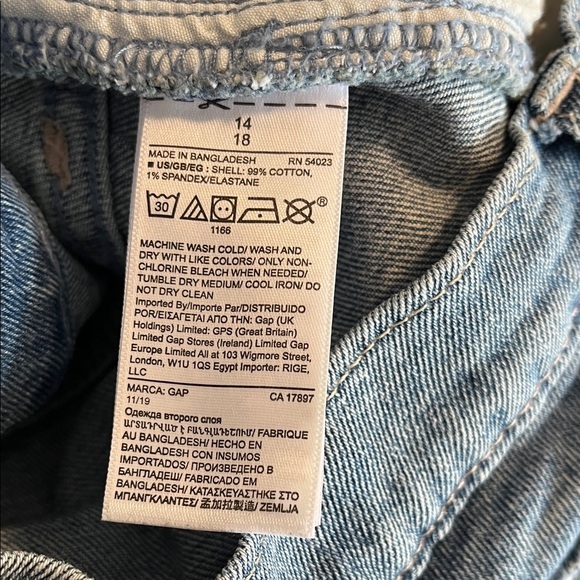 14
18
MADE IN BANGLADESH RN 54023
■ US/GB/EG : SHELL: 99% COTTON,
1% SPANDEX/ELASTANE
30 ®
1166
MACHINE WASH COLD/ WASH AND
DRY WITH LIKE COLORS/ ONLY NON-
CHLORINE BLEACH WHEN NEEDED/
TUMBLE DRY MEDIUM/ COOL IRON/ DO
NOT DRY CLEAN
Imported By/Importe Par/DISTRIBUIDO
POR/ΕΙΣΑΓΕΤΑΙ ΑΠΟ ΤΗΝ: Gap (UK
Holdings) Limited: GPS (Great Britain)
Limited Gap Stores (Ireland) Limited Gap
Europe Limited All at 103 Wigmore Street,
London, W1U 1QS Egypt Importer: RIGE,
LLC
MARCA: GAP CA 17897
11/19
Одежда второго слоя
ԱՐՏԱԴՐՎԱԾ Է ԲԱՆԳԼԱԴԵՇՈՒՄ/ FABRIQUE
AU BANGLADESH/ HECHO EN
BANGLADESH CON INSUMOS
IMPORTADOS/ ПРОИЗВЕДЕНО В
БАНГЛАДЕШ/ FABRICADO EM
BANGLADESH/ ΚΑΤΑΣΚΕΥΑΣΤΗΚΕ ΣΤΟ
ΜΠΑΝΓΚΛΑΝΤΕΣ/ 孟加拉製造/ ZEMLJA